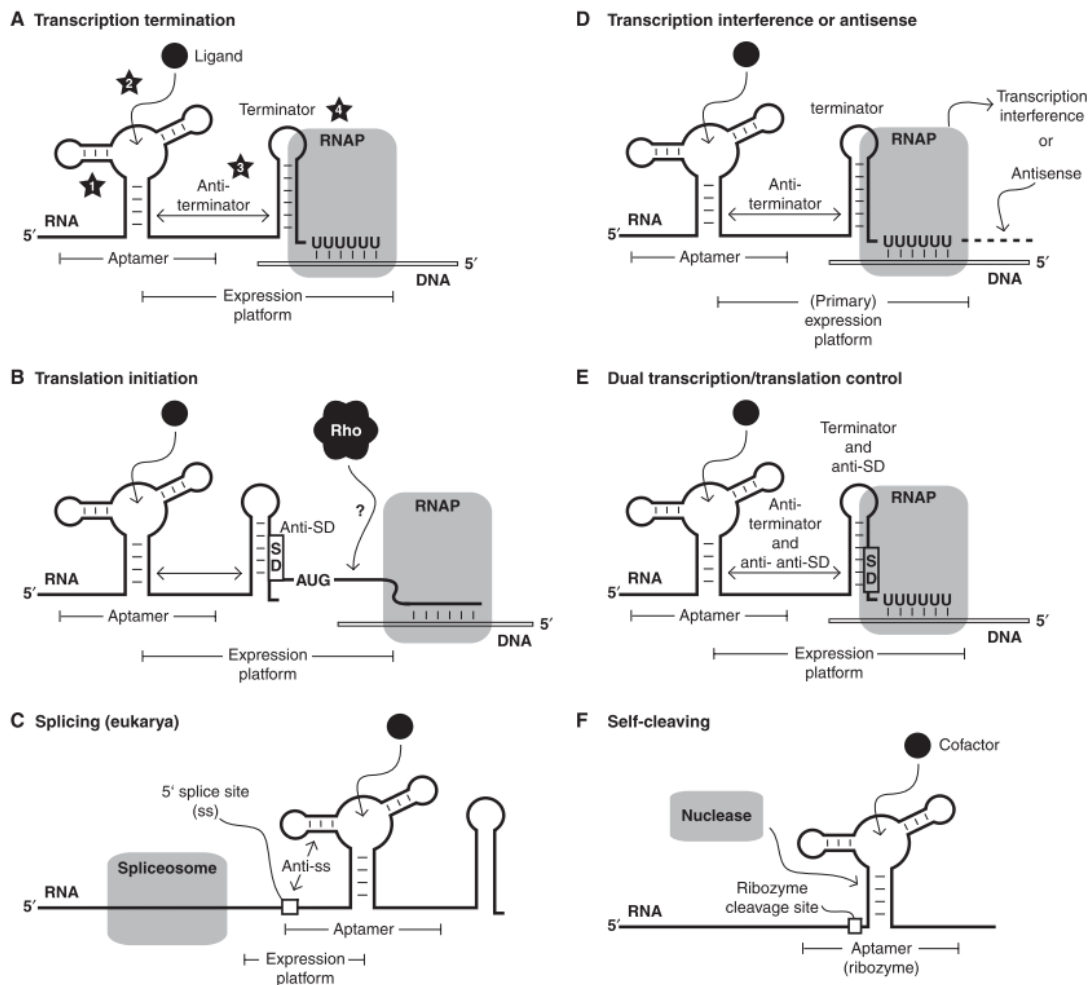 A Transcription termination
Ligand
2
Terminator 4
RNAP
3
1
Anti-
terminator
RNA
5′
UUUUUU
Aptamer
5′
DNA
Expression
platform
B Translation initiation
Rho
?
RNAP
Anti-SD
S
D
RNA
AUG
5′
Aptamer
5′
DNA
Expression
platform
C Splicing (eukarya)
5′ splice site
(ss)
Spliceosome
Anti-ss
RNA
5′
Aptamer
Expression
platform
D Transcription interference or antisense
terminator
Transcription
interference
or
Antisense
RNAP
Anti-
terminator
RNA
5′
UUUUUU
Aptamer
5′
DNA
(Primary)
expression
platform
E Dual transcription/translation control
Terminator
and
anti-SD
RNAP
Anti-
terminator
and
anti- anti-SD
S
D
RNA
5′
UUUUUU
Aptamer
5′
DNA
Expression
platform
F Self-cleaving
Cofactor
Nuclease
Ribozyme
cleavage site
RNA
5′
Aptamer
(ribozyme)